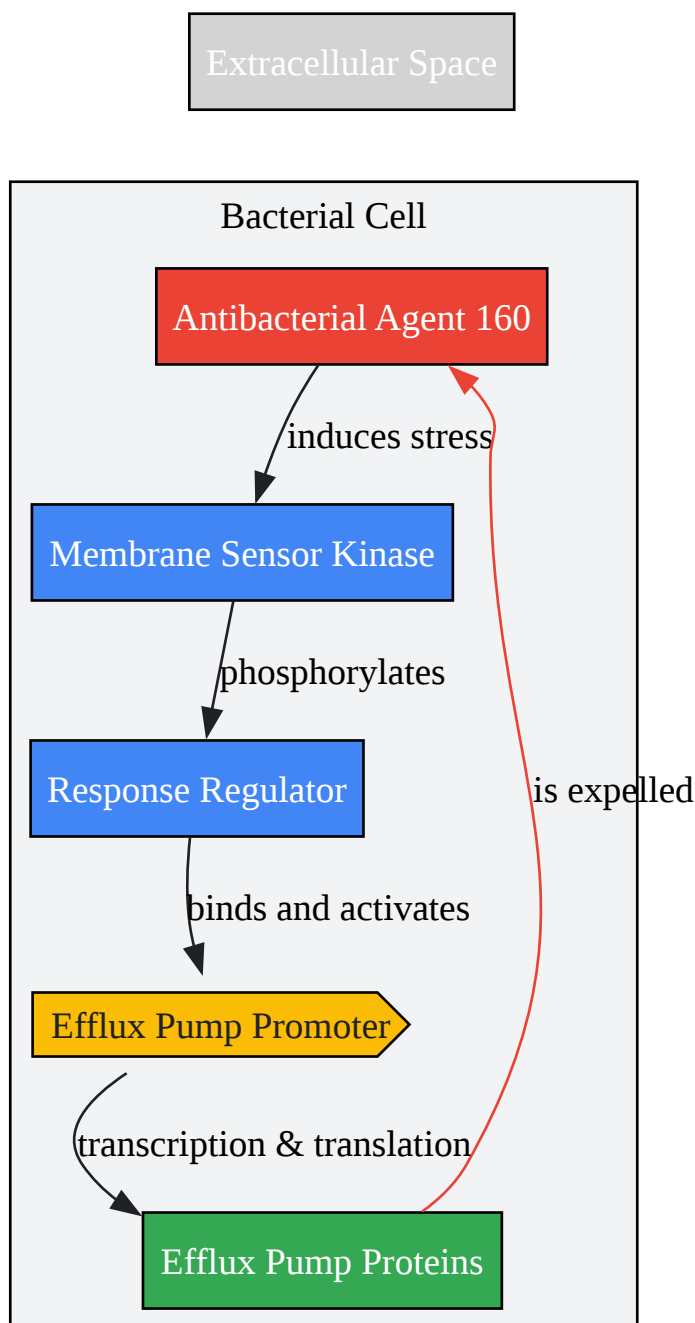 Extracellular Space
Bacterial Cell
Antibacterial Agent 160
induces stress
Membrane Sensor Kinase
phosphorylates
Response Regulator
is expelled
binds and activates
Efflux Pump Promoter
transcription & translation
Efflux Pump Proteins